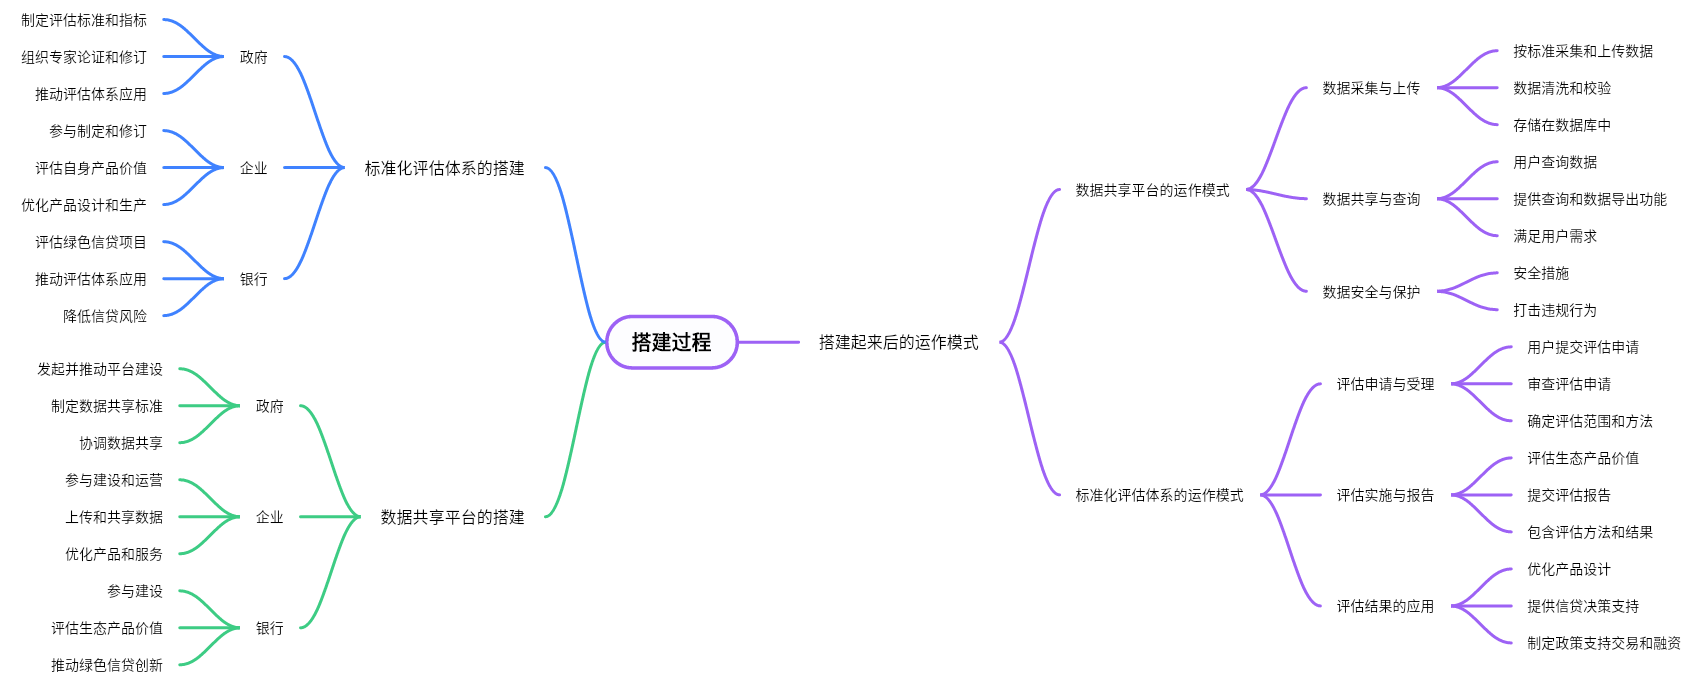 搭建过程
标准化评估体系的搭建
政府
制定评估标准和指标
组织专家论证和修订
推动评估体系应用
企业
参与制定和修订
评估自身产品价值
优化产品设计和生产
银行
评估绿色信贷项目
推动评估体系应用
降低信贷风险
数据共享平台的搭建
政府
发起并推动平台建设
制定数据共享标准
协调数据共享
企业
参与建设和运营
上传和共享数据
优化产品和服务
银行
参与建设
评估生态产品价值
推动绿色信贷创新
搭建起来后的运作模式
数据共享平台的运作模式
数据采集与上传
按标准采集和上传数据
数据清洗和校验
存储在数据库中
数据共享与查询
用户查询数据
提供查询和数据导出功能
满足用户需求
数据安全与保护
安全措施
打击违规行为
标准化评估体系的运作模式
评估申请与受理
用户提交评估申请
审查评估申请
确定评估范围和方法
评估实施与报告
评估生态产品价值
提交评估报告
包含评估方法和结果
评估结果的应用
优化产品设计
提供信贷决策支持
制定政策支持交易和融资